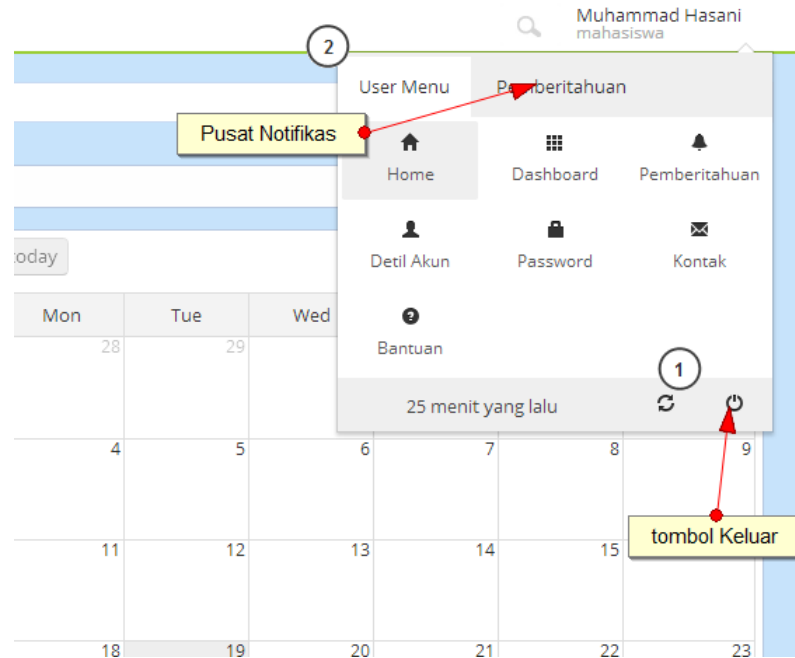 Muhammad Hasani
mahasiswa
2
User Menu Pemberitahuan
Pusat Notifikas
Home Dashboard Pemberitahuan
Detil Akun Password Kontak
today
Mon Tue Wed
28 29
Bantuan
1
25 menit yang lalu
4 5 6 7 8 9
tombol Keluar
11 12 13 14 15
18 19 20 21 22 23